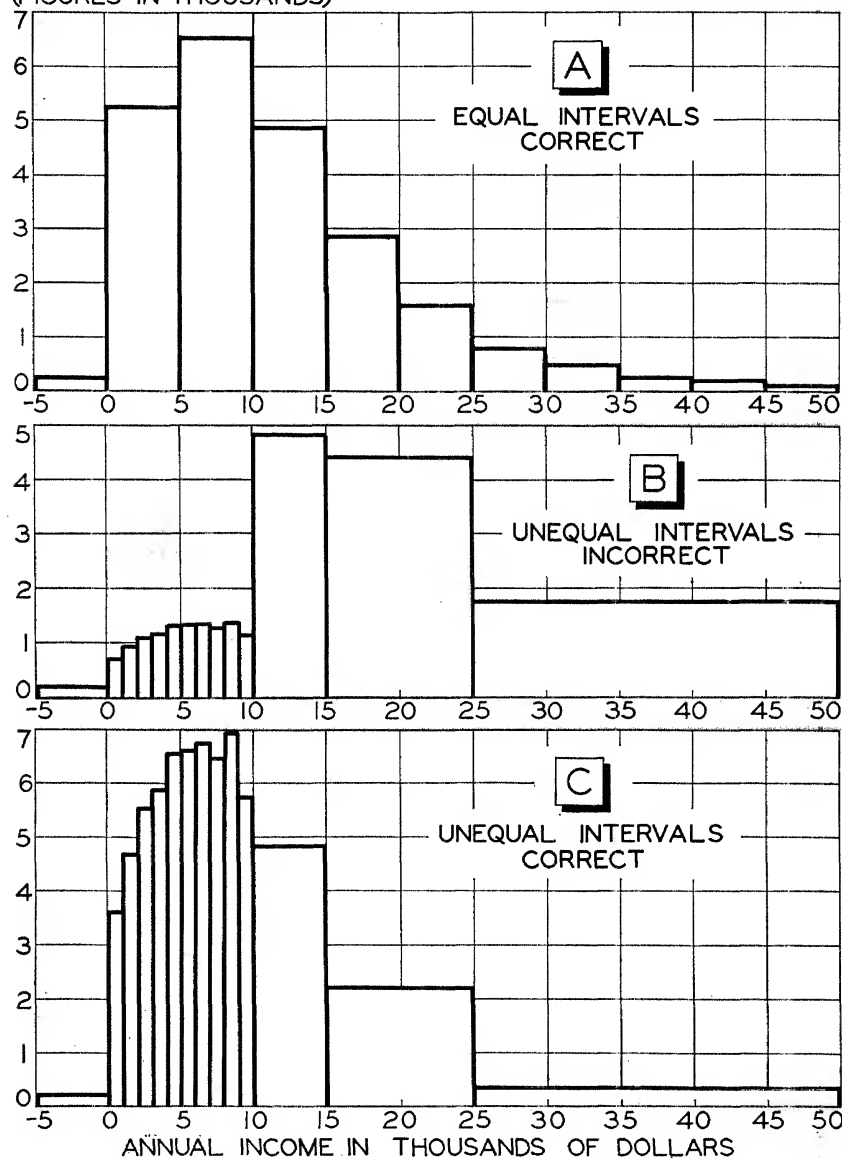 (FIGURES IN THOUSANDS)
7
6
5
4
3
2
1
0
A
EQUAL INTERVALS
CORRECT
-5 0 5 10 15 20 25 30 35 40 45 50
5
4
3
2
1
0
B
UNEQUAL INTERVALS
INCORRECT
-5 0 5 10 15 20 25 30 35 40 45 50
7
6
5
4
3
2
1
0
C
UNEQUAL INTERVALS
CORRECT
-5 0 5 10 15 20 25 30 35 40 45 50
ANNUAL INCOME IN THOUSANDS OF DOLLARS